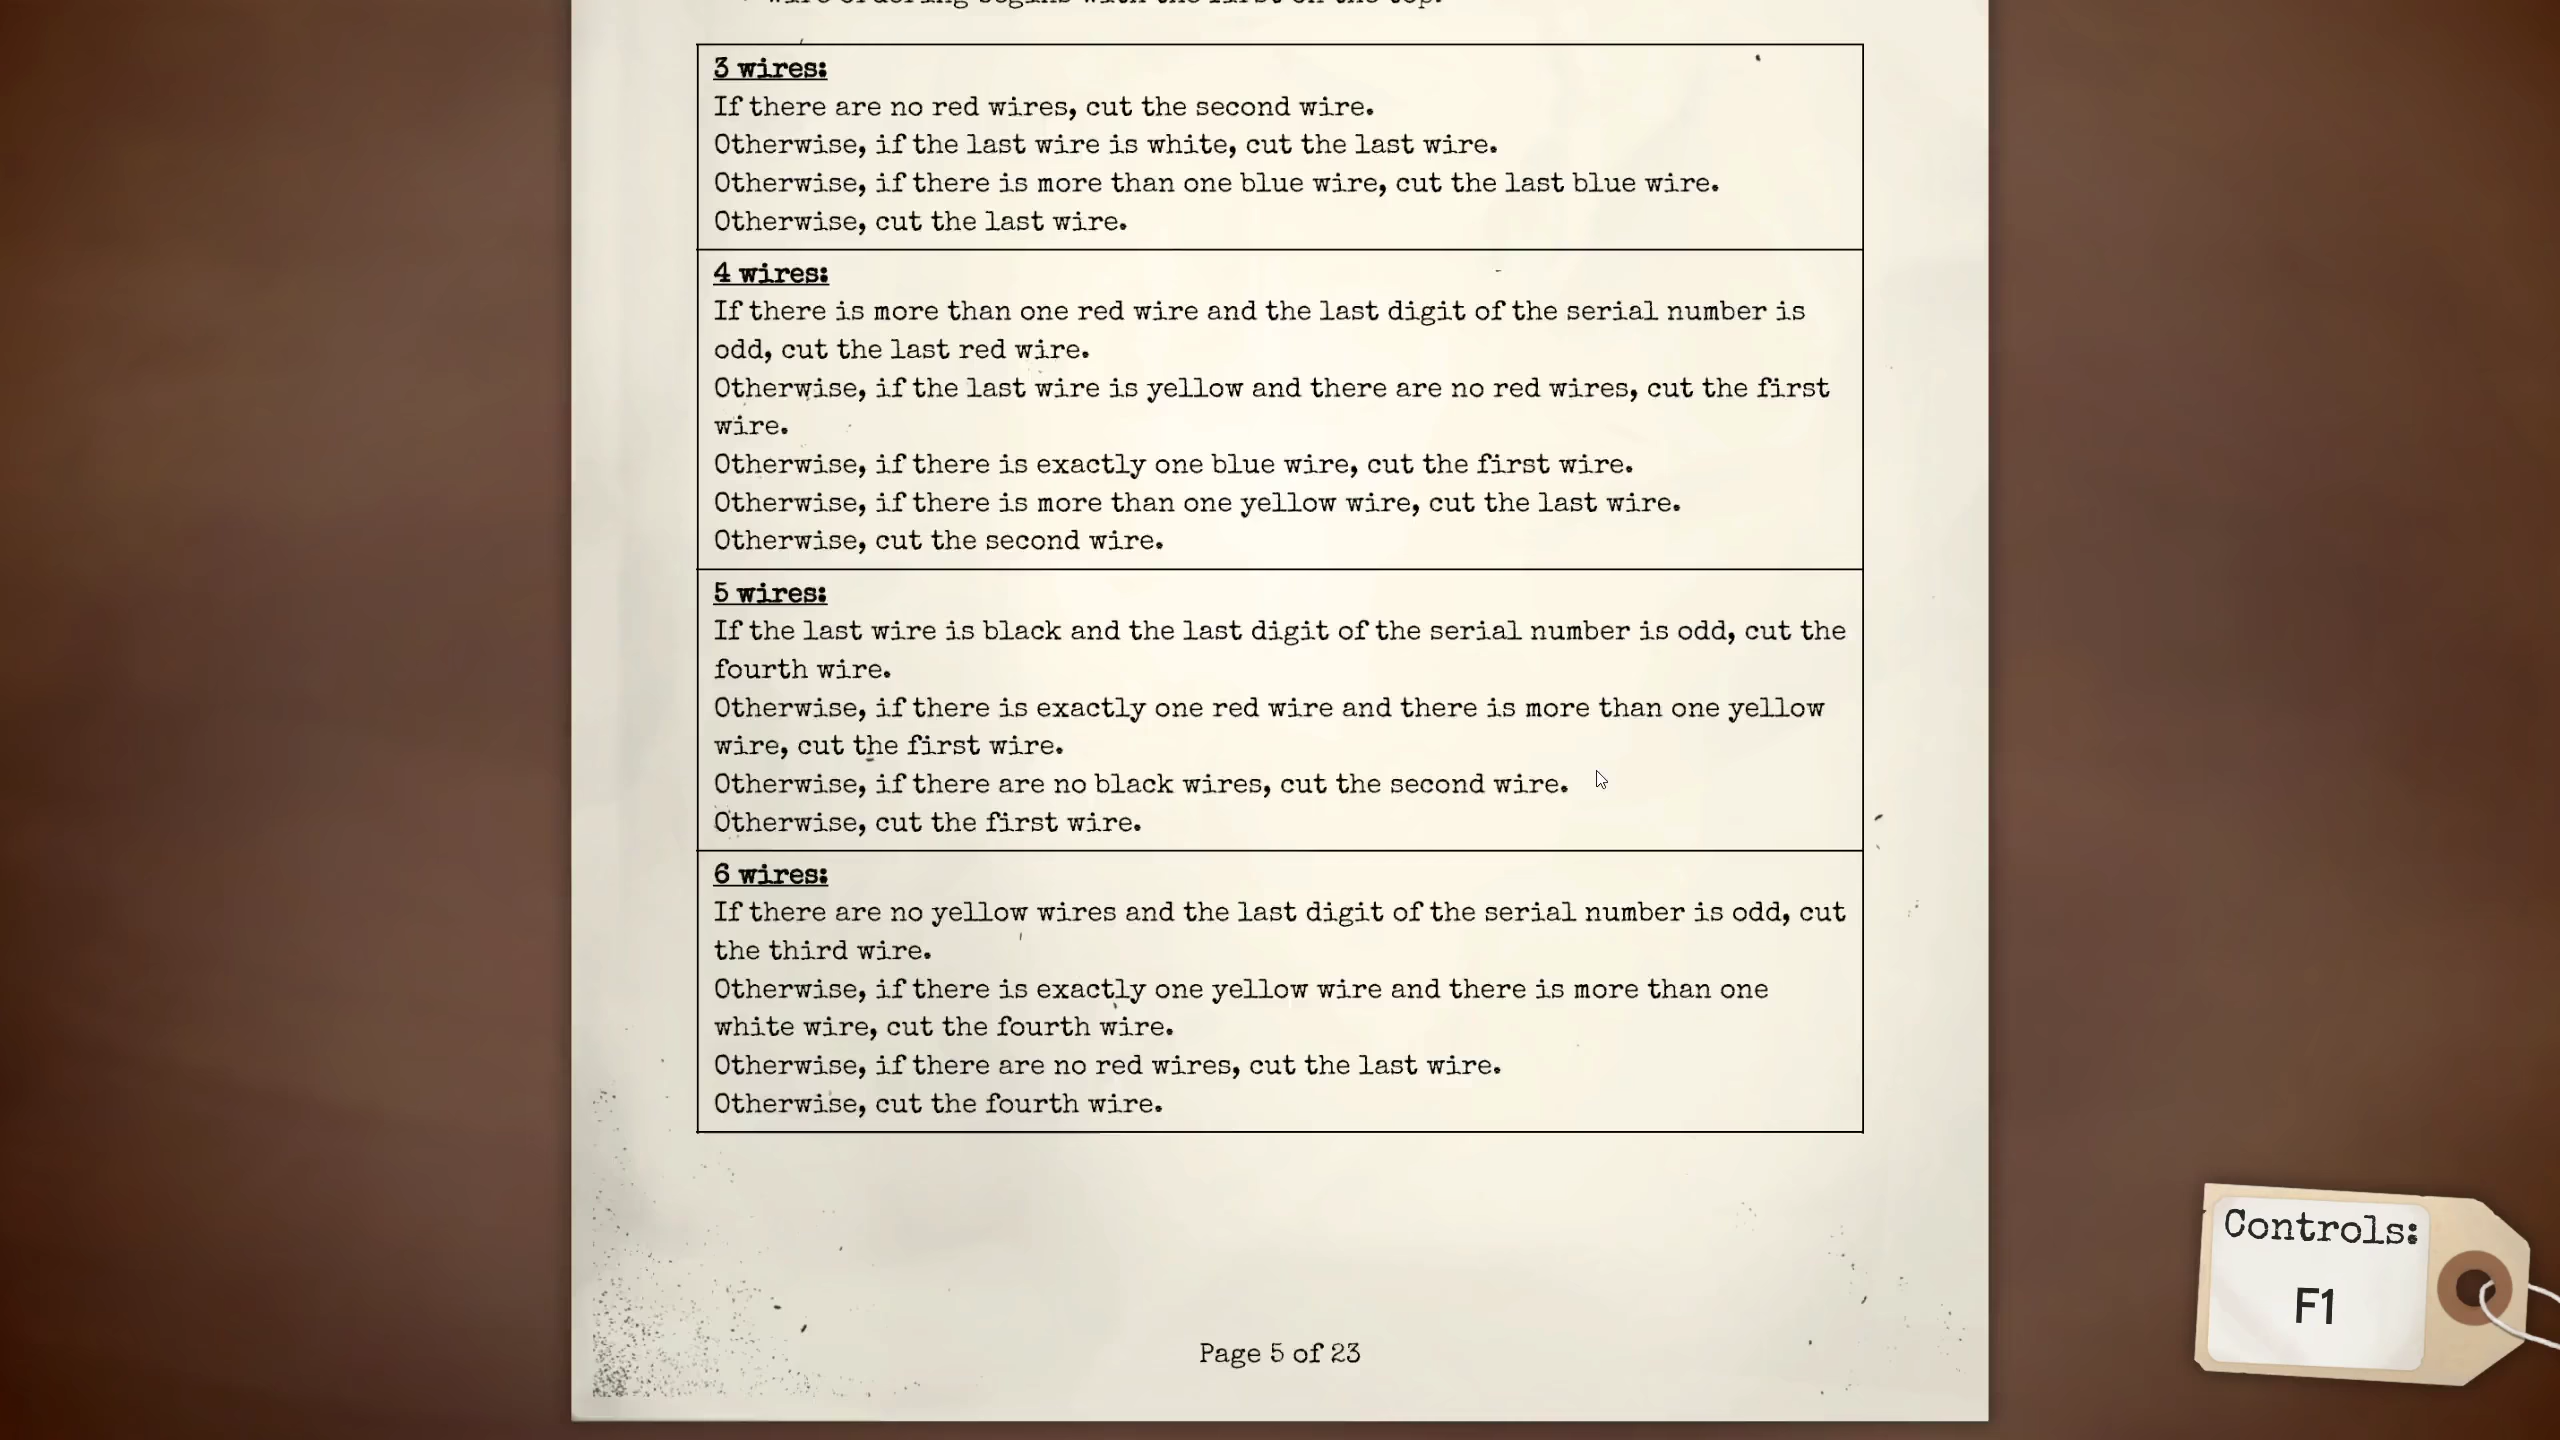 wire ordering begins with the first on the top.
3 wires:
If there are no red wires, cut the second wire.
Otherwise, if the last wire is white, cut the last wire.
Otherwise, if there is more than one blue wire, cut the last blue wire.
Otherwise, cut the last wire.
4 wires:
If there is more than one red wire and the last digit of the serial number is
odd, cut the last red wire.
Otherwise, if the last wire is yellow and there are no red wires, cut the first
wire.
Otherwise, if there is exactly one blue wire, cut the first wire.
Otherwise, if there is more than one yellow wire, cut the last wire.
Otherwise, cut the second wire.
5 wires:
If the last wire is black and the last digit of the serial number is odd, cut the
fourth wire.
Otherwise, if there is exactly one red wire and there is more than one yellow
wire, cut the first wire.
Otherwise, if there are no black wires, cut the second wire.
Otherwise, cut the first wire.
6 wires:
If there are no yellow wires and the last digit of the serial number is odd, cut
the third wire.
Otherwise, if there is exactly one yellow wire and there is more than one
white wire, cut the fourth wire.
Otherwise, if there are no red wires, cut the last wire.
Otherwise, cut the fourth wire.
Page 5 of 23
Controls:
F1